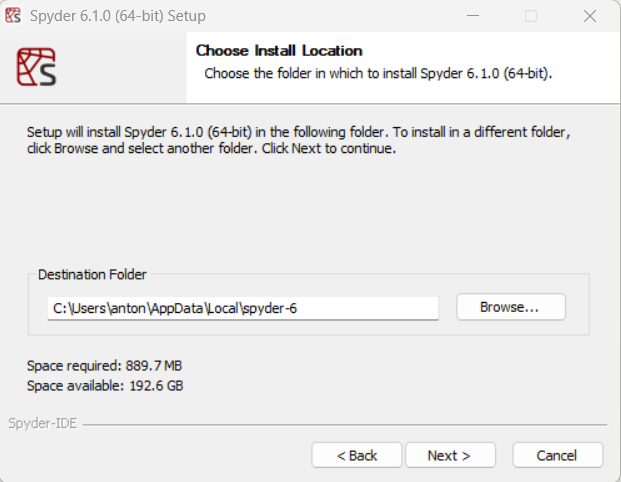 Spyder 6.1.0 (64-bit) Setup
S
Choose Install Location
Choose the folder in which to install Spyder 6.1.0 (64-bit).
Setup will install Spyder 6.1.0 (64-bit) in the following folder. To install in a different folder,
click Browse and select another folder. Click Next to continue.
Destination Folder
C:\Users\anton\AppData\Local\spyder-6
Browse...
Space required: 889.7 MB
Space available: 192.6 GB
Spyder-IDE
< Back
Next >
Cancel